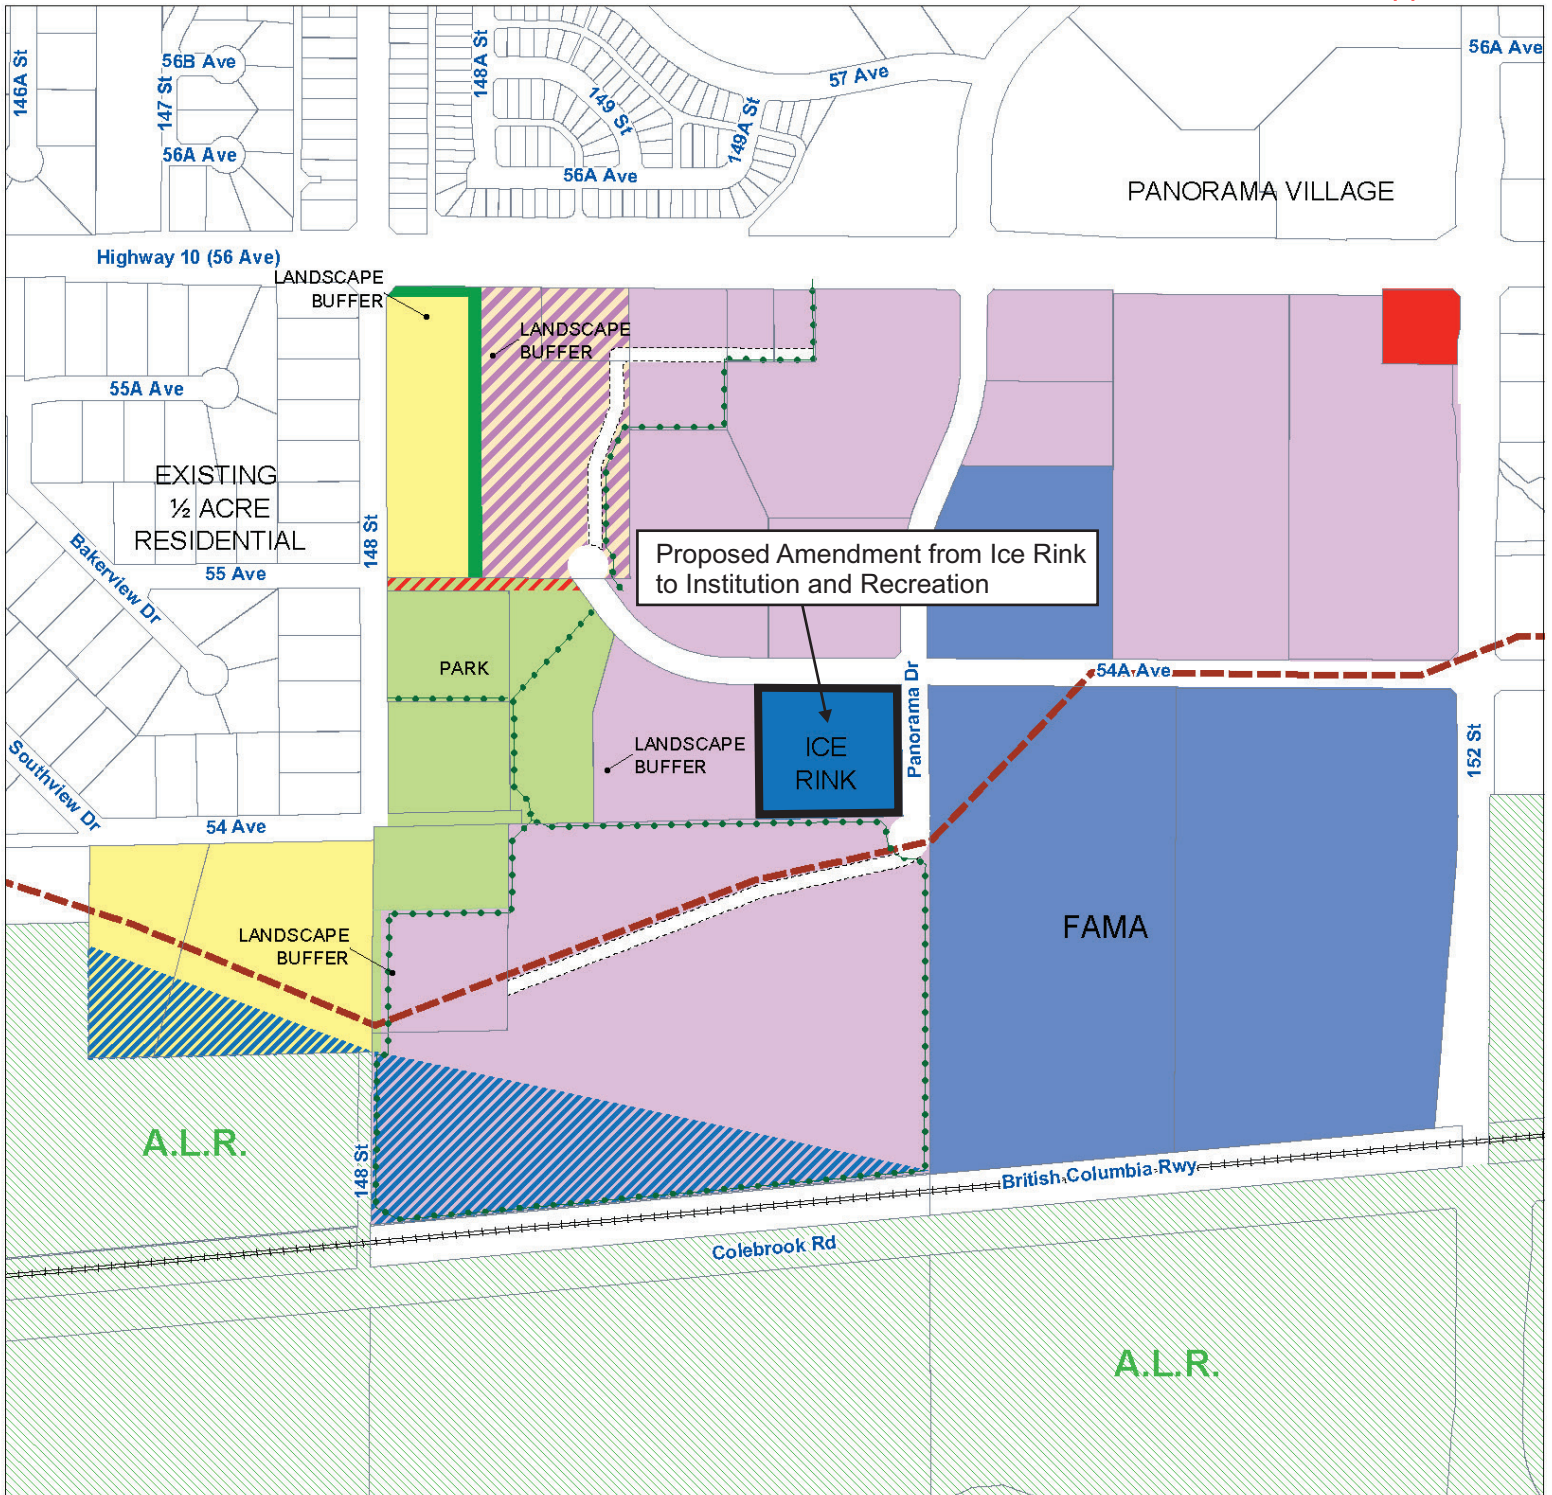 146A St
56B Ave
147 St
56A Ave
148A St
149 St
149A St
56A Ave
57 Ave
56A Ave
PANORAMA VILLAGE
Highway 10 (56 Ave)
LANDSCAPE
BUFFER
LANDSCAPE
BUFFER
55A Ave
EXISTING
½ ACRE
RESIDENTIAL
148 St
55 Ave
Bakerview Dr
Proposed Amendment from Ice Rink
to Institution and Recreation
PARK
54A Ave
Panorama Dr
ICE
RINK
LANDSCAPE
BUFFER
152 St
Southview Dr
54 Ave
LANDSCAPE
BUFFER
FAMA
A.L.R.
148 St
British Columbia Rwy
Colebrook Rd
A.L.R.